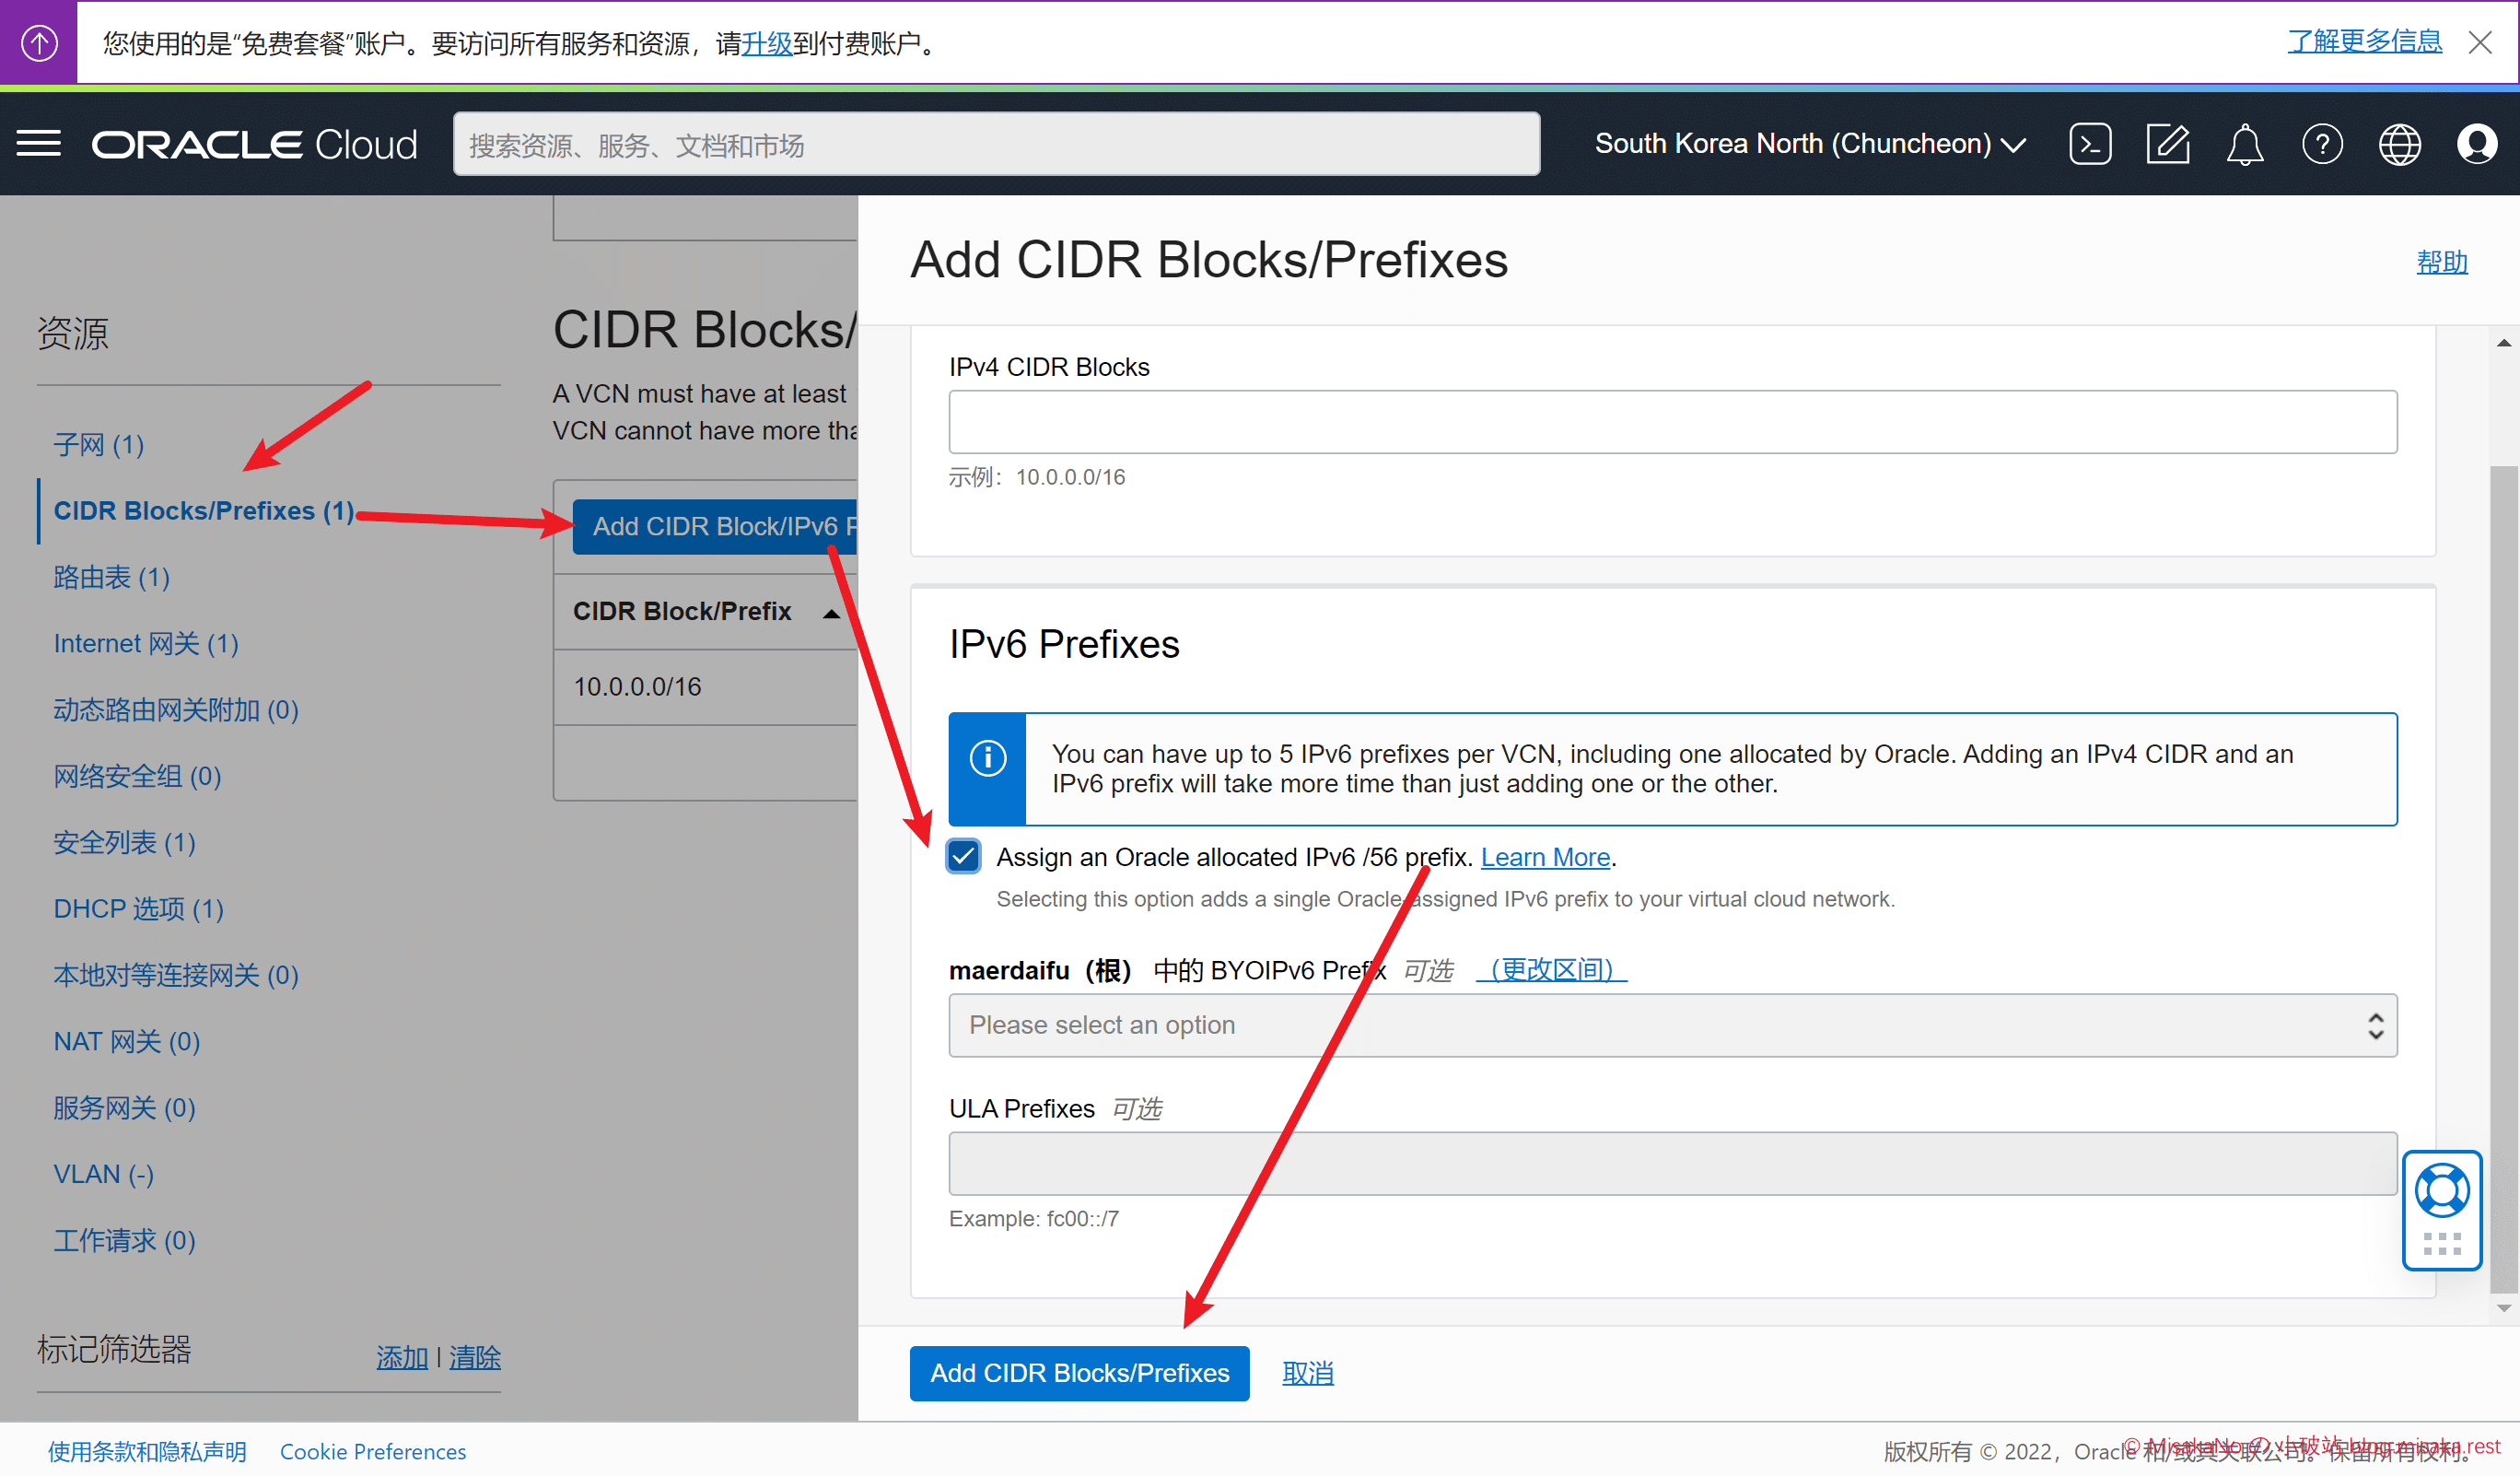 您使用的是“免费套餐”账户。要访问所有服务和资源，请升级到付费账户。
了解更多信息
ORACLE Cloud
搜索资源、服务、文档和市场
South Korea North (Chuncheon)
资源
子网 (1)
CIDR Blocks/Prefixes (1)
路由表 (1)
Internet 网关 (1)
动态路由网关附加 (0)
网络安全组 (0)
安全列表 (1)
DHCP 选项 (1)
本地对等连接网关 (0)
NAT 网关 (0)
服务网关 (0)
VLAN (-)
工作请求 (0)
标记筛选器
添加 | 清除
CIDR Blocks/
A VCN must have at least
VCN cannot have more tha
Add CIDR Block/IPv6 P
CIDR Block/Prefix
10.0.0.0/16
Add CIDR Blocks/Prefixes
帮助
IPv4 CIDR Blocks
示例：10.0.0.0/16
IPv6 Prefixes
You can have up to 5 IPv6 prefixes per VCN, including one allocated by Oracle. Adding an IPv4 CIDR and an
IPv6 prefix will take more time than just adding one or the other.
Assign an Oracle allocated IPv6 /56 prefix. Learn More.
Selecting this option adds a single Oracle-assigned IPv6 prefix to your virtual cloud network.
maerdaifu（根） 中的 BYOIPv6 Prefix 可选 （更改区间）
Please select an option
ULA Prefixes 可选
Example: fc00::/7
Add CIDR Blocks/Prefixes
取消
使用条款和隐私声明
Cookie Preferences
版权所有 © 2022，Oracle 和/或其关联公司。保留所有权利。
© MisakaNo の 小破站 blog.misaka.rest